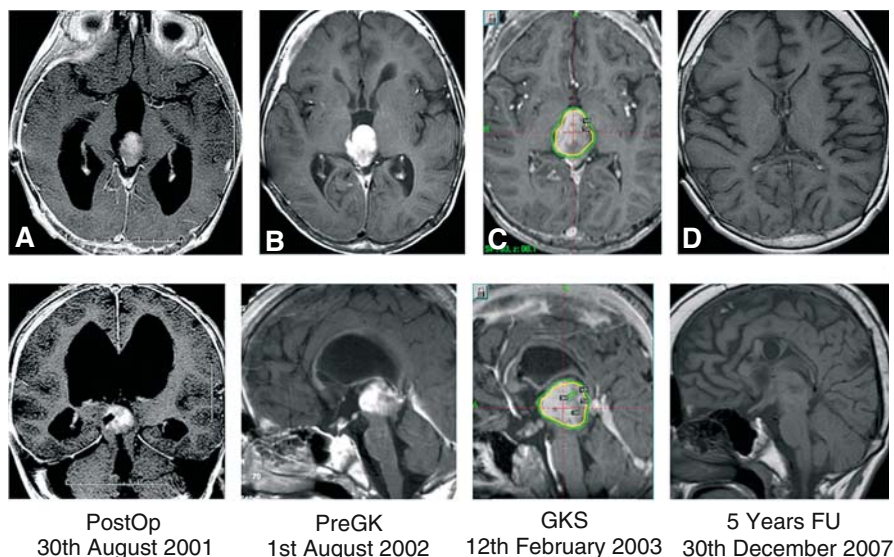 A
B
C
D
PostOp
30th August 2001
PreGK
1st August 2002
GKS
12th February 2003
5 Years FU
30th December 2007